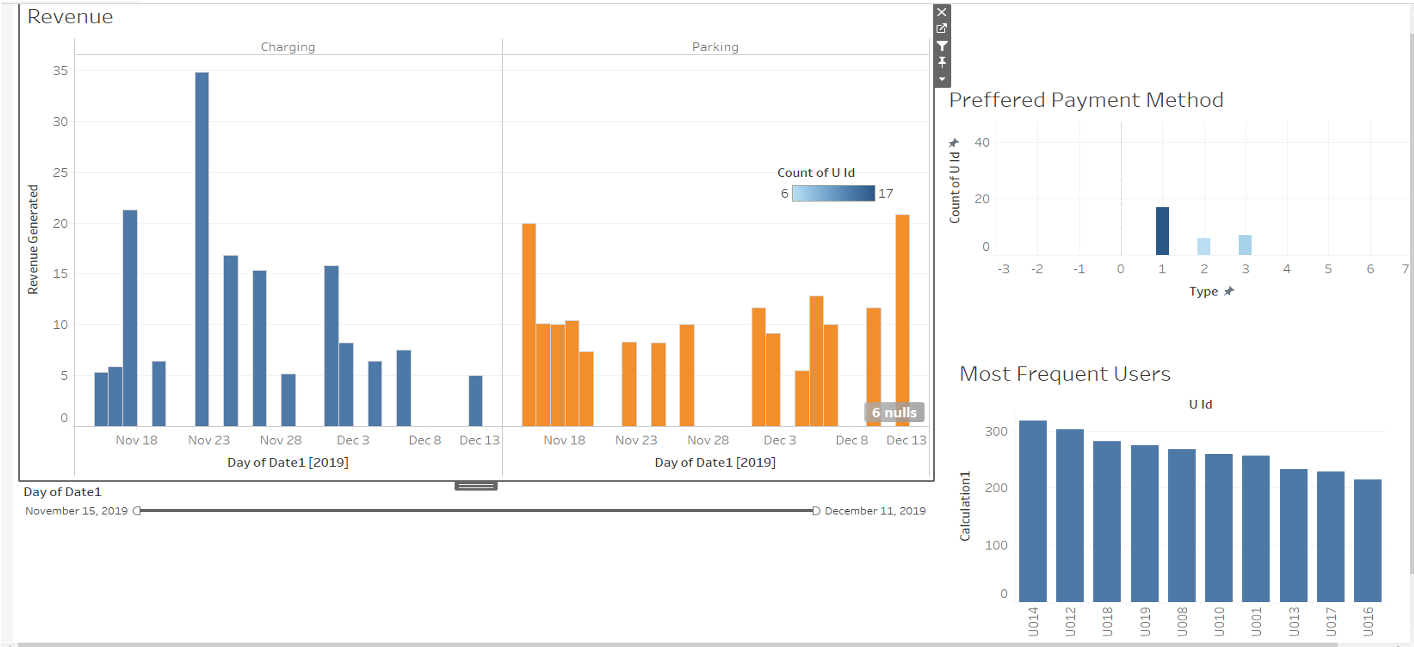 Revenue
Charging
Parking
35
30
25
20
15
10
5
0
Revenue Generated
Count of U Id
6
17
6 nulls
Nov 18
Nov 23
Nov 28
Dec 3
Dec 8
Dec 13
Nov 18
Nov 23
Nov 28
Dec 3
Dec 8
Dec 13
Day of Date1 [2019]
Day of Date1 [2019]
Day of Date1
November 15, 2019
December 11, 2019
Preffered Payment Method
40
20
0
Count of U Id
-3
-2
-1
0
1
2
3
4
5
6
7
Type
Most Frequent Users
U Id
300
200
100
0
Calculation1
U014
U012
U018
U019
U008
U010
U001
U013
U017
U016